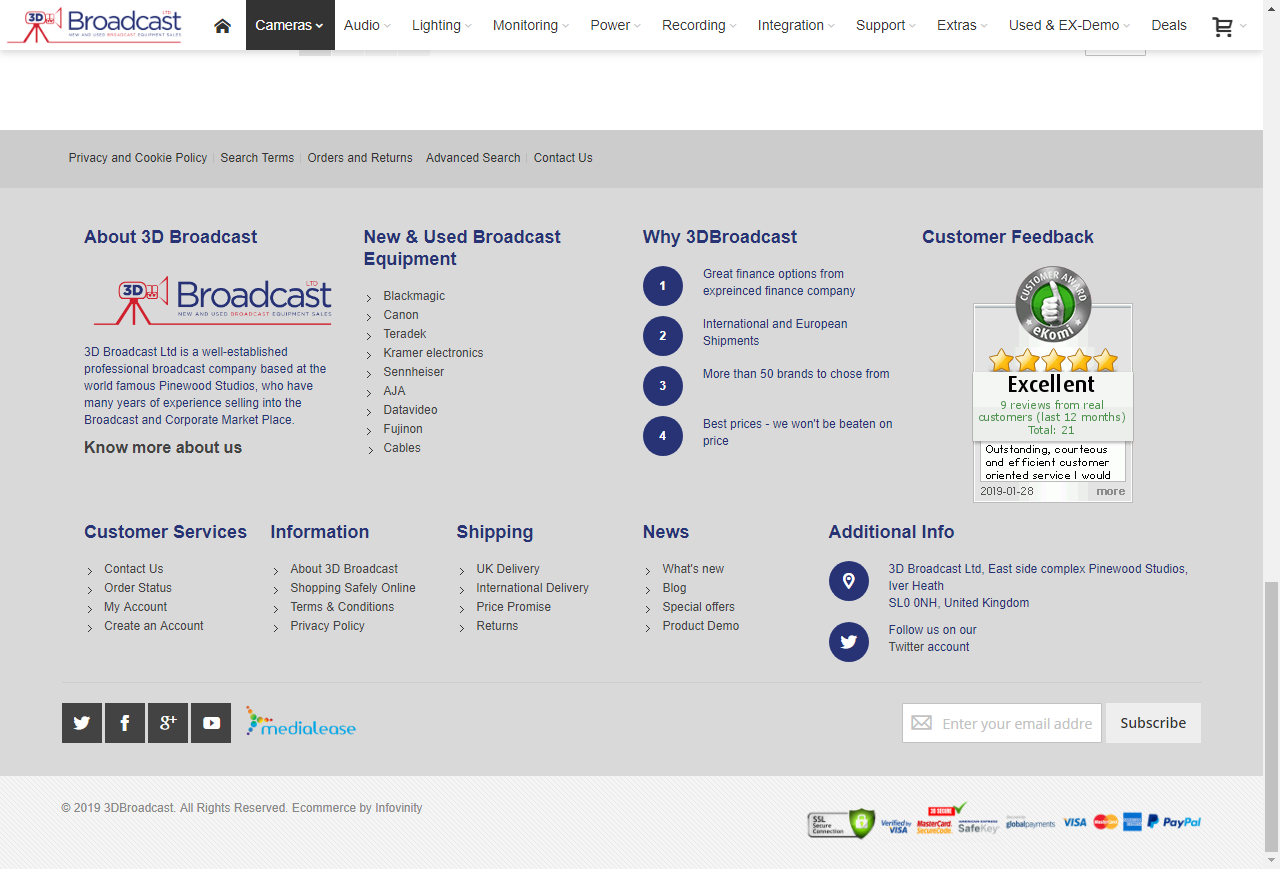 3D Broadcast LTD
NEW AND USED BROADCAST EQUIPMENT SALES
Cameras
Audio
Lighting
Monitoring
Power
Recording
Integration
Support
Extras
Used & EX-Demo
Deals
Privacy and Cookie Policy
Search Terms
Orders and Returns
Advanced Search
Contact Us
About 3D Broadcast
3D Broadcast LTD
NEW AND USED BROADCAST EQUIPMENT SALES
3D Broadcast Ltd is a well-established
professional broadcast company based at the
world famous Pinewood Studios, who have
many years of experience selling into the
Broadcast and Corporate Market Place.
Know more about us
New & Used Broadcast
Equipment
Blackmagic
Canon
Teradek
Kramer electronics
Sennheiser
AJA
Datavideo
Fujinon
Cables
Why 3DBroadcast
1
Great finance options from
expreinced finance company
2
International and European
Shipments
3
More than 50 brands to chose from
4
Best prices - we won't be beaten on
price
Customer Feedback
CUSTOMER AWARD
eKomi
Excellent
9 reviews from real
customers (last 12 months)
Total: 21
Outstanding, courteous
and efficient customer
oriented service I would
2019-01-28
more
Customer Services
Contact Us
Order Status
My Account
Create an Account
Information
About 3D Broadcast
Shopping Safely Online
Terms & Conditions
Privacy Policy
Shipping
UK Delivery
International Delivery
Price Promise
Returns
News
What's new
Blog
Special offers
Product Demo
Additional Info
3D Broadcast Ltd, East side complex Pinewood Studios,
Iver Heath
SL0 0NH, United Kingdom
Follow us on our
Twitter account
f
g+
medialease
Enter your email addre
Subscribe
© 2019 3DBroadcast. All Rights Reserved. Ecommerce by Infovinity
SSL
Secure
Connection
Verified by
VISA
3D SECURE
MasterCard.
SecureCode.
AMERICAN EXPRESS
SafeKey
globalpayments
VISA
MasterCard
PayPal